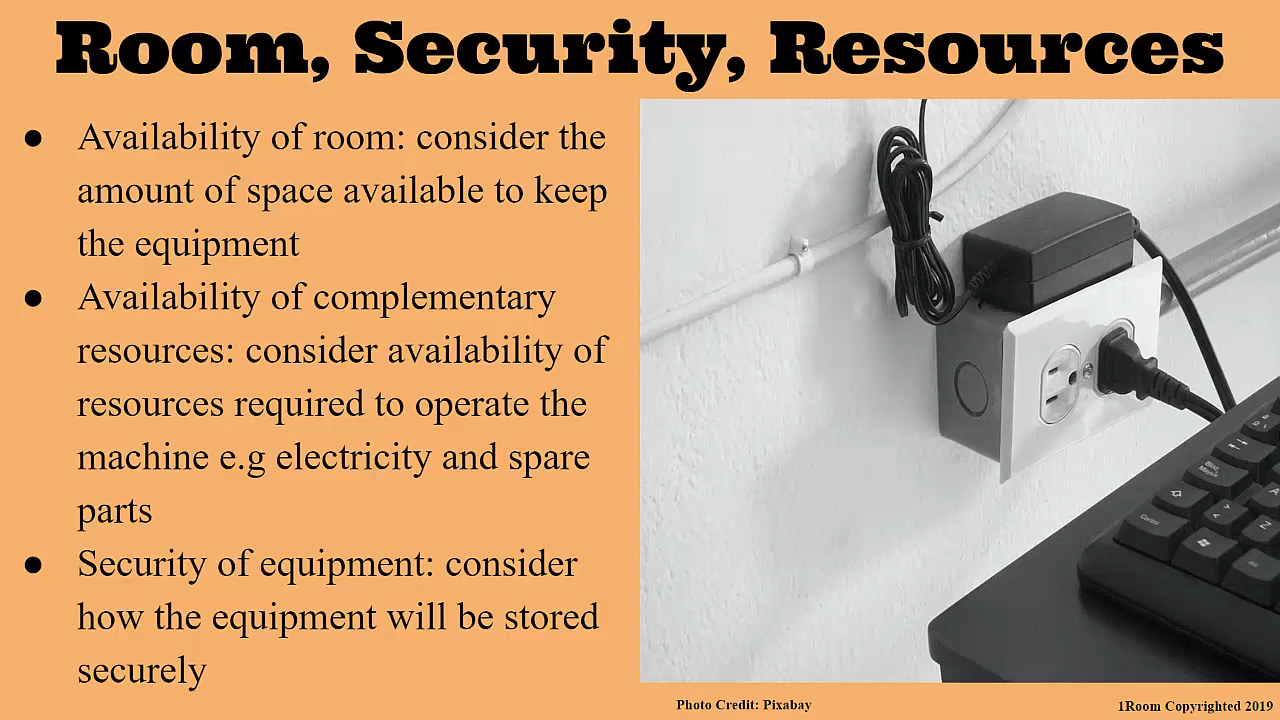 Room, Security, Resources
● Availability of room: consider the
amount of space available to keep
the equipment
● Availability of complementary
resources: consider availability of
resources required to operate the
machine e.g electricity and spare
parts
● Security of equipment: consider
how the equipment will be stored
securely
Control
Z
Alt
Photo Credit: Pixabay
1Room Copyrighted 2019